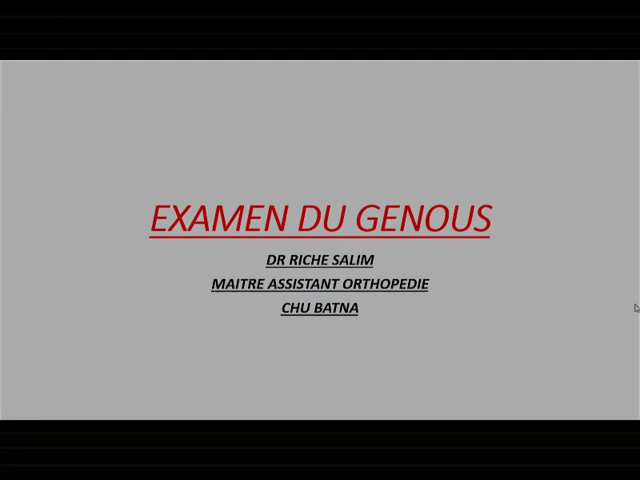 EXAMEN DU GENOUS
DR RICHE SALIM
MAITRE ASSISTANT ORTHOPEDIE
CHU BATNA